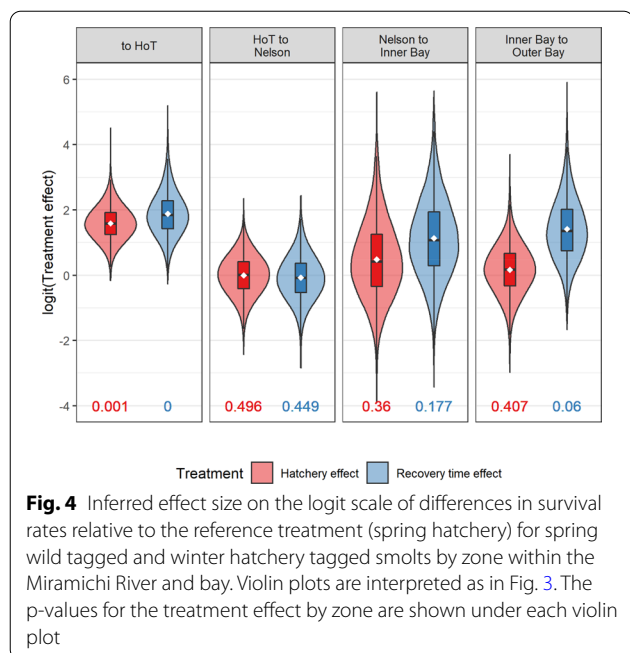 to HoT
HoT to
Nelson
Nelson to
Inner Bay
Inner Bay to
Outer Bay
logit(Treatment effect)
6
4
2
0
-2
-4
0.001 0 0.496 0.449 0.36 0.177 0.407 0.06
Treatment Hatchery effect Recovery time effect
Fig. 4 Inferred effect size on the logit scale of differences in survival
rates relative to the reference treatment (spring hatchery) for spring
wild tagged and winter hatchery tagged smolts by zone within the
Miramichi River and bay. Violin plots are interpreted as in Fig. 3. The
p-values for the treatment effect by zone are shown under each violin
plot